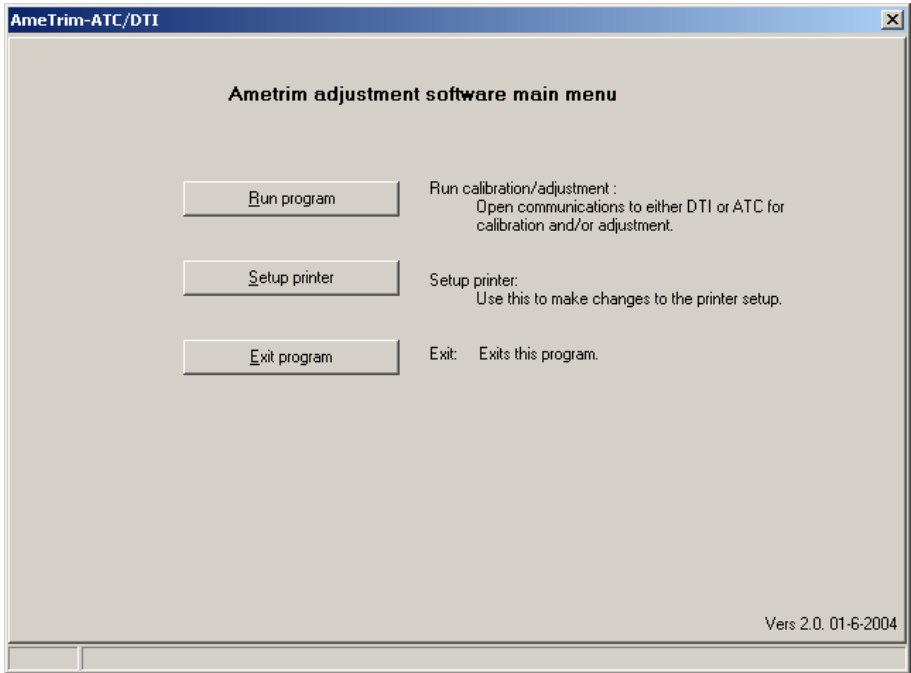 AmeTrim-ATC/DTI
Ametrim adjustment software main menu
Run program
Run calibration/adjustment :
Open communications to either DTI or ATC for
calibration and/or adjustment.
Setup printer
Setup printer:
Use this to make changes to the printer setup.
Exit program
Exit: Exits this program.
Vers 2.0. 01-6-2004